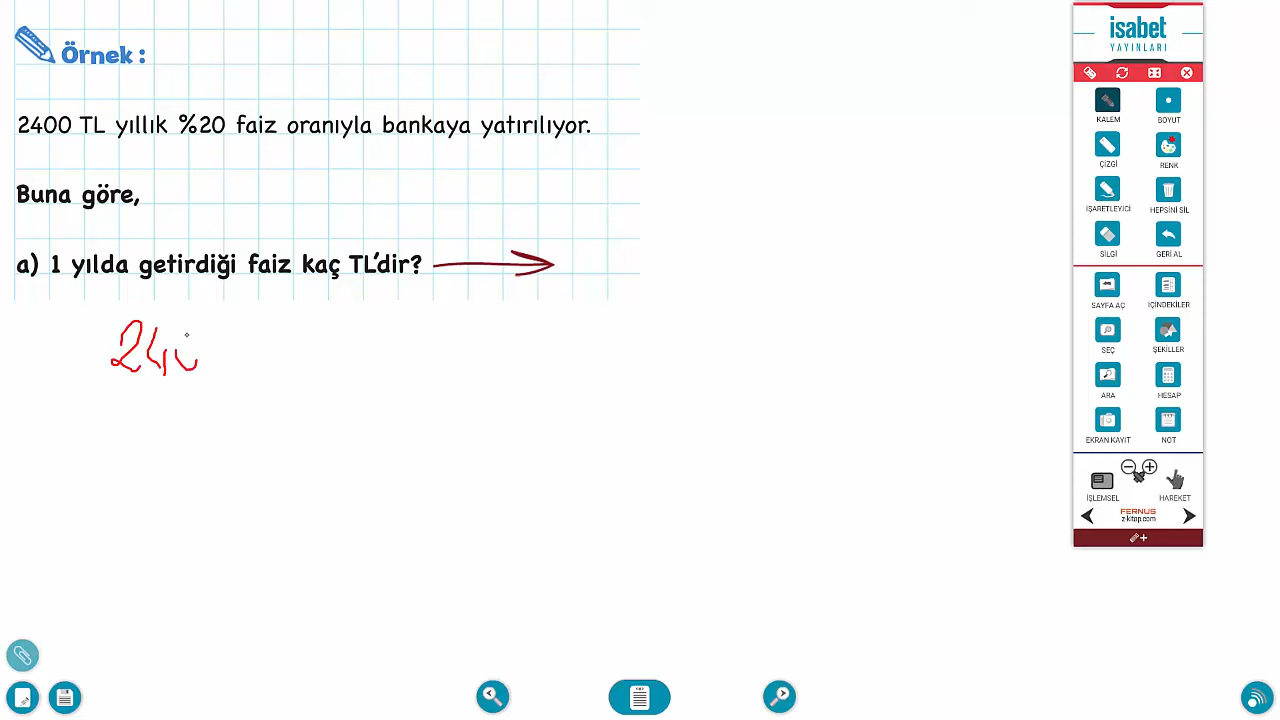 Örnek :
2400 TL yıllık %20 faiz oranıyla bankaya yatırılıyor.
Buna göre,
a) 1 yılda getirdiği faiz kaç TL'dir?
isabet
YAYINLARI
KALEM
BOYUT
ÇİZGİ
RENK
İŞARETLEYİCİ
HEPSİNİ SİL
SİLGİ
GERİ AL
SAYFA AÇ
İÇİNDEKİLER
SEÇ
ŞEKİLLER
ARA
HESAP
EKRAN KAYIT
NOT
İŞLEMSEL
HAREKET
FERNUS
z-kitap.com